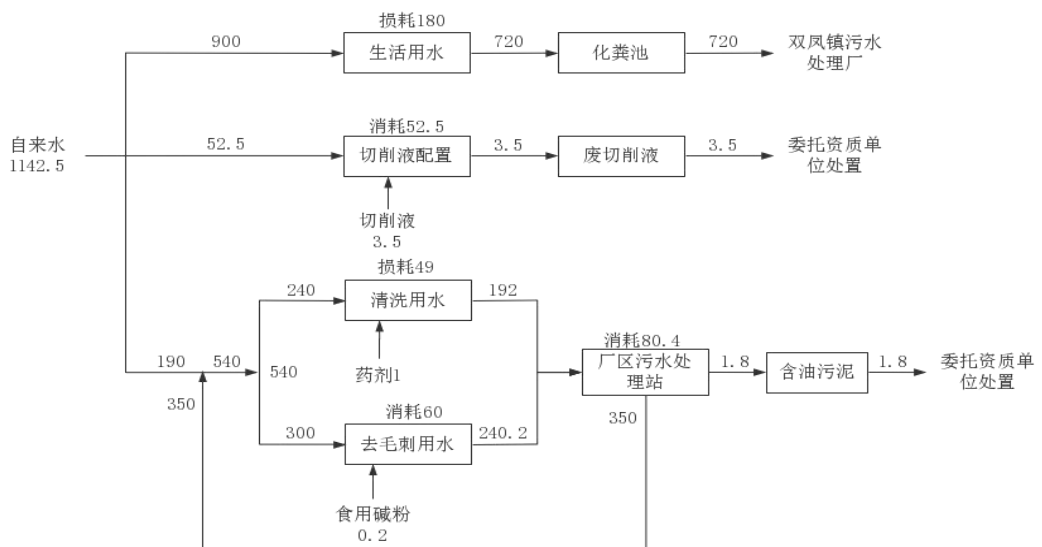 损耗180
900
生活用水
720
化粪池
720
双凤镇污水
处理厂
自来水
1142.5
消耗52.5
52.5
切削液配置
3.5
废切削液
3.5
委托资质单
位处置
切削液
3.5
损耗49
240
清洗用水
192
药剂1
190
540
540
350
消耗60
300
去毛刺用水
240.2
食用碱粉
0.2
消耗80.4
厂区污水处
理站
1.8
含油污泥
1.8
委托资质单
位处置
350